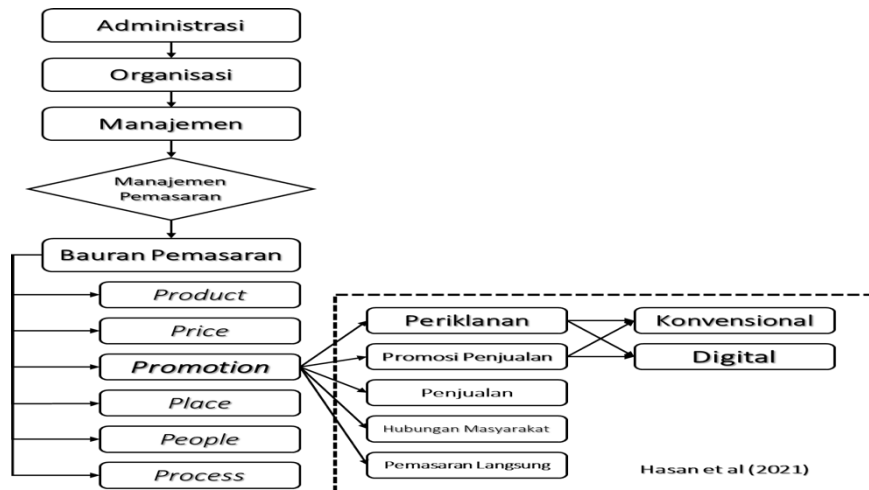 Administrasi
Organisasi
Manajemen
Manajemen
Pemasaran
Bauran Pemasaran
Product
Price
Promotion
Place
People
Process
Periklanan
Promosi Penjualan
Penjualan
Hubungan Masyarakat
Pemasaran Langsung
Konvensional
Digital
Hasan et al (2021)